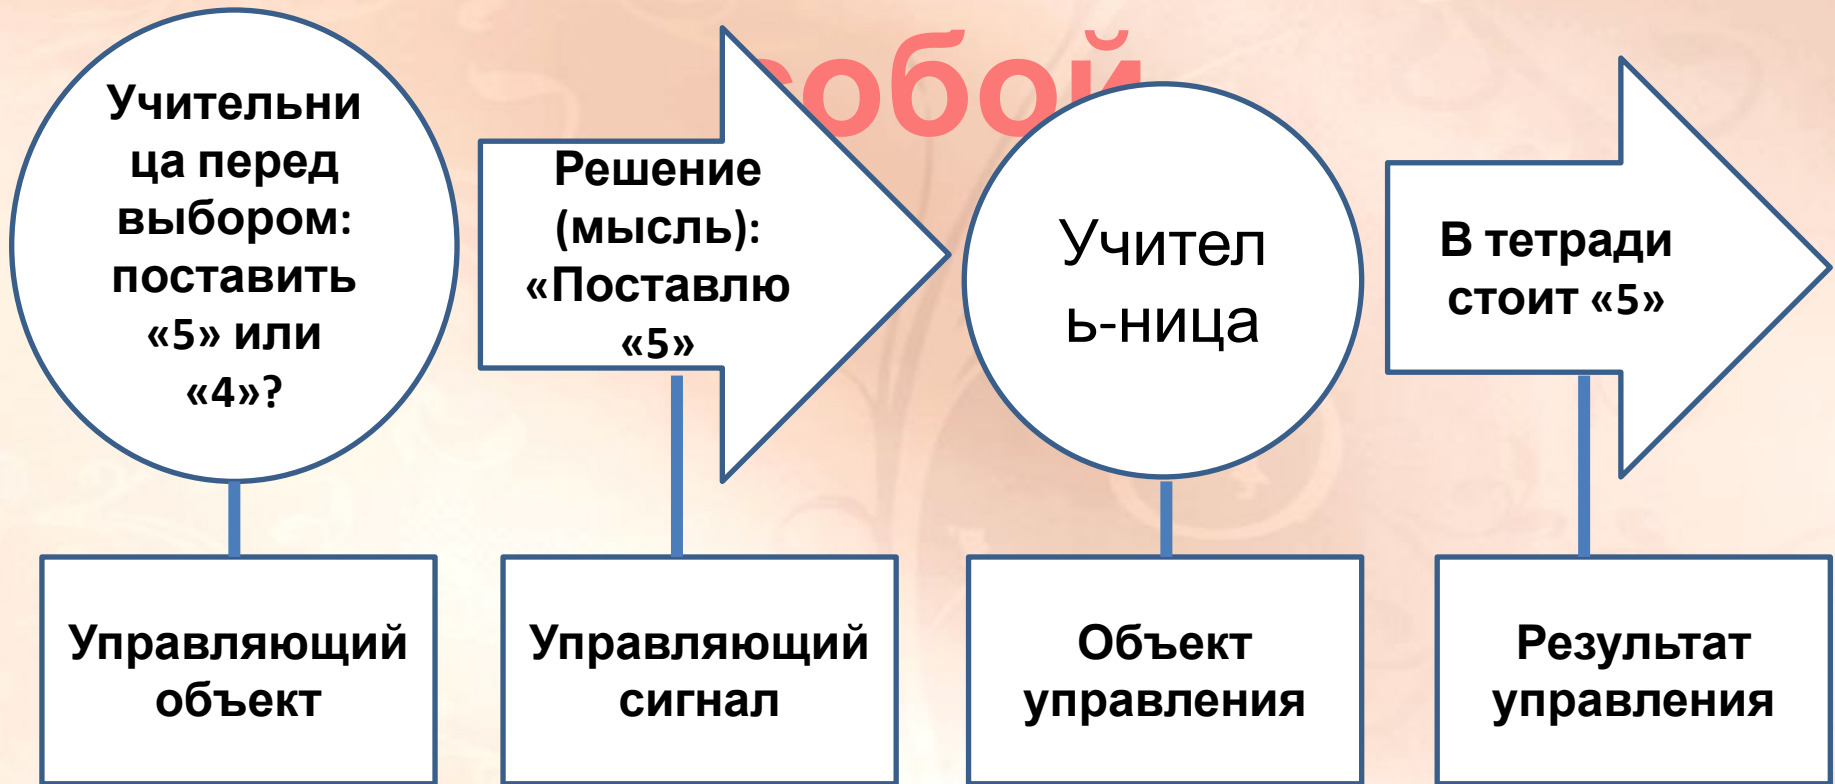 собой
Учительни
ца перед
выбором:
поставить
«5» или
«4»?
Решение
(мысль):
«Поставлю
«5»
Учител
ь-ница
В тетради
стоит «5»
Управляющий
объект
Управляющий
сигнал
Объект
управления
Результат
управления